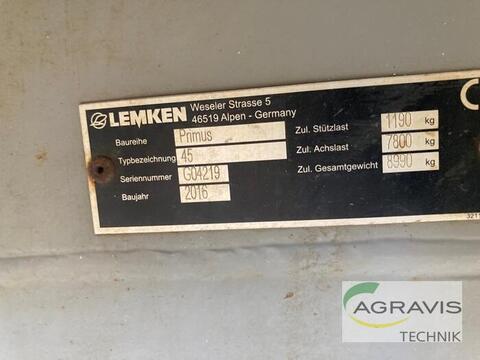 LEMKEN
Weseler Strasse 5
46519 Alpen - Germany
Baureihe Primus
Typbezeichnung 45
Seriennummer G04219
Baujahr 2016
Zul. Stützlast 1190 kg
Zul. Achslast 7800 kg
Zul. Gesamtgewicht 8990 kg
C
3211
AGRAVIS
TECHNIK